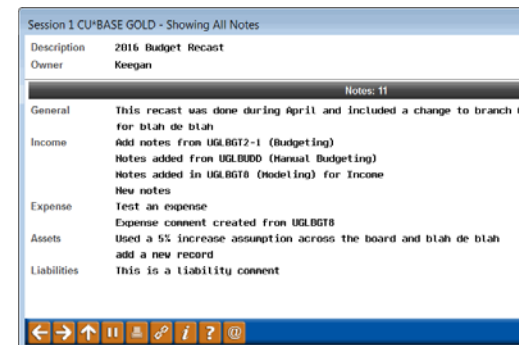 Session 1 CU*BASE GOLD - Showing All Notes
Description 2016 Budget Recast
Owner Keegan
Notes: 11
General This recast was done during April and included a change to branch
for blah de blah
Income Add notes from UGLBGT2-1 (Budgeting)
Notes added from UGLBUDD (Manual Budgeting)
Notes added in UGLBGT8 (Modeling) for Income
New notes
Expense Test an expense
Expense comment created from UGLBGT8
Assets Used a 5% increase assumption across the board and blah de blah
add a new record
Liabilities This is a liability comment